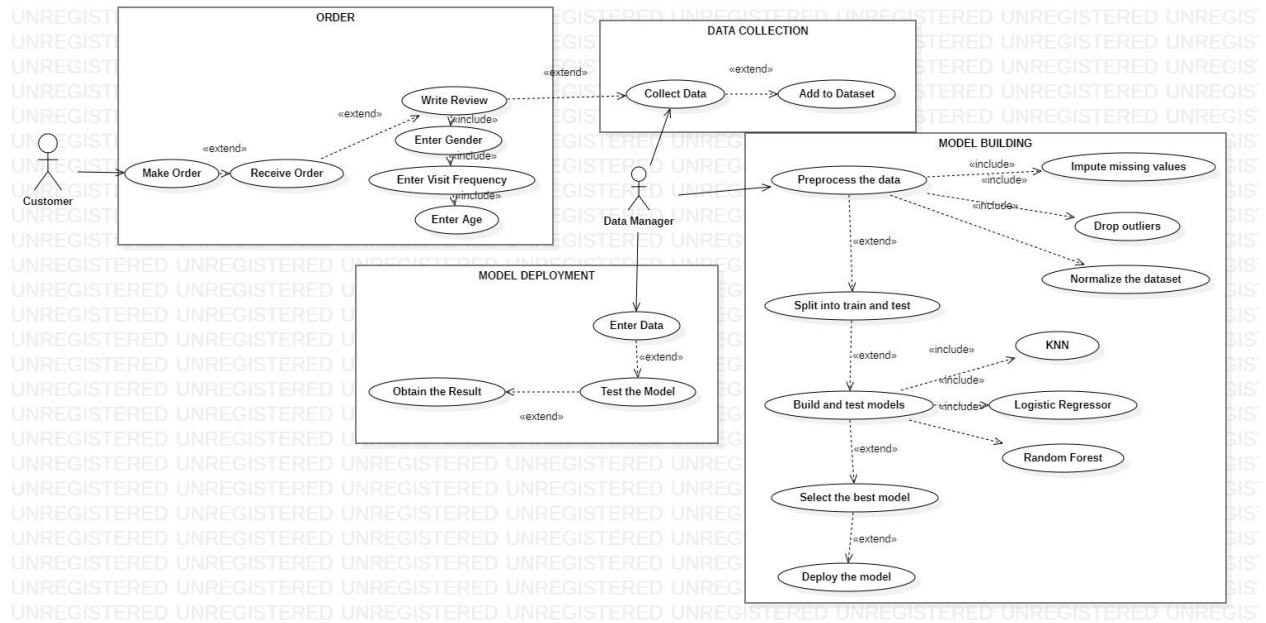 ORDER
DATA COLLECTION
«extend»
«extend»
Write Review
Collect Data
Add to Dataset
«extend»
«include»
Enter Gender
MODEL BUILDING
«extend»
«include»
«include»
Impute missing values
«include»
Make Order
Receive Order
Enter Visit Frequency
Preprocess the data
Customer
«include»
«include»
Enter Age
Data Manager
Drop outliers
«extend»
MODEL DEPLOYMENT
Normalize the dataset
Split into train and test
Enter Data
«extend»
«extend»
«include»
KNN
Obtain the Result
Test the Model
«include»
«extend»
Build and test models
«include»
Logistic Regressor
«extend»
Random Forest
Select the best model
«extend»
Deploy the model
UNREGISTERED UNREGISTERED UNREGISTERED UNREGISTERED UNREGISTERED UNREGISTERED UNREGISTERED UNREGIS